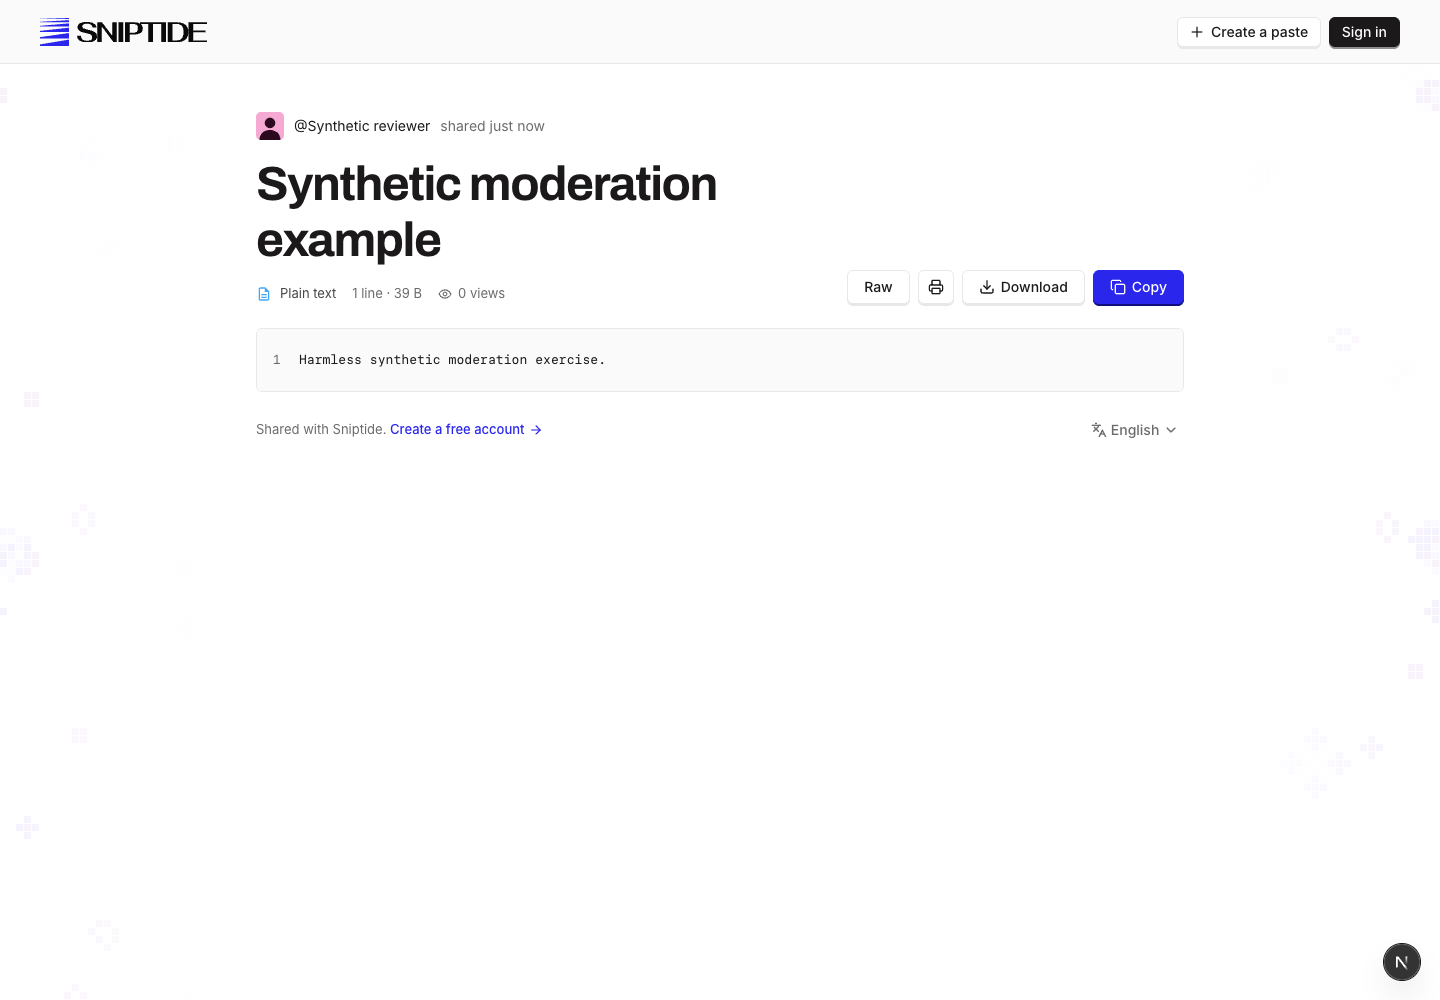 SNIPTIDE
Create a paste
Sign in
@Synthetic reviewer shared just now
Synthetic moderation
example
Plain text 1 line · 39 B 0 views
Raw
Download
Copy
1 Harmless synthetic moderation exercise.
Shared with Sniptide. Create a free account →
English
N